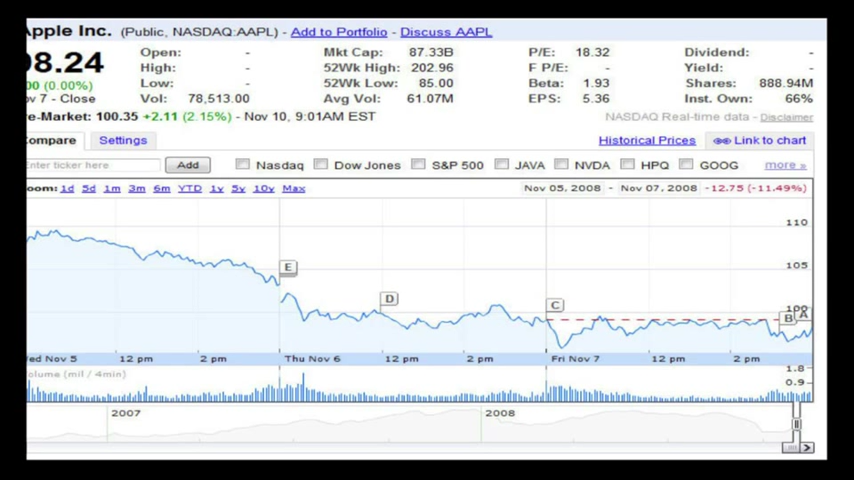 Apple Inc. (Public, NASDAQ:AAPL) - Add to Portfolio - Discuss AAPL
98.24
00 (0.00%)
ov 7 - Close
Open: -
High: -
Low: -
Vol: 78,513.00
Mkt Cap: 87.33B
52Wk High: 202.96
52Wk Low: 85.00
Avg Vol: 61.07M
P/E: 18.32
F P/E: -
Beta: 1.93
EPS: 5.36
Dividend: -
Yield: -
Shares: 888.94M
Inst. Own: 66%
re-Market: 100.35 +2.11 (2.15%) - Nov 10, 9:01AM EST
NASDAQ Real-time data - Disclaimer
ompare Settings
Historical Prices Link to chart
Enter ticker here Add Nasdaq Dow Jones S&P 500 JAVA NVDA HPQ GOOG more »
oom: 1d 5d 1m 3m 6m YTD 1y 5y 10y Max
Nov 05, 2008 - Nov 07, 2008 -12.75 (-11.49%)
110
105
100
E
D
C
B A
Wed Nov 5 12 pm 2 pm Thu Nov 6 12 pm 2 pm Fri Nov 7 12 pm 2 pm
Volume (mil / 4min)
1.8
0.9
2007 2008